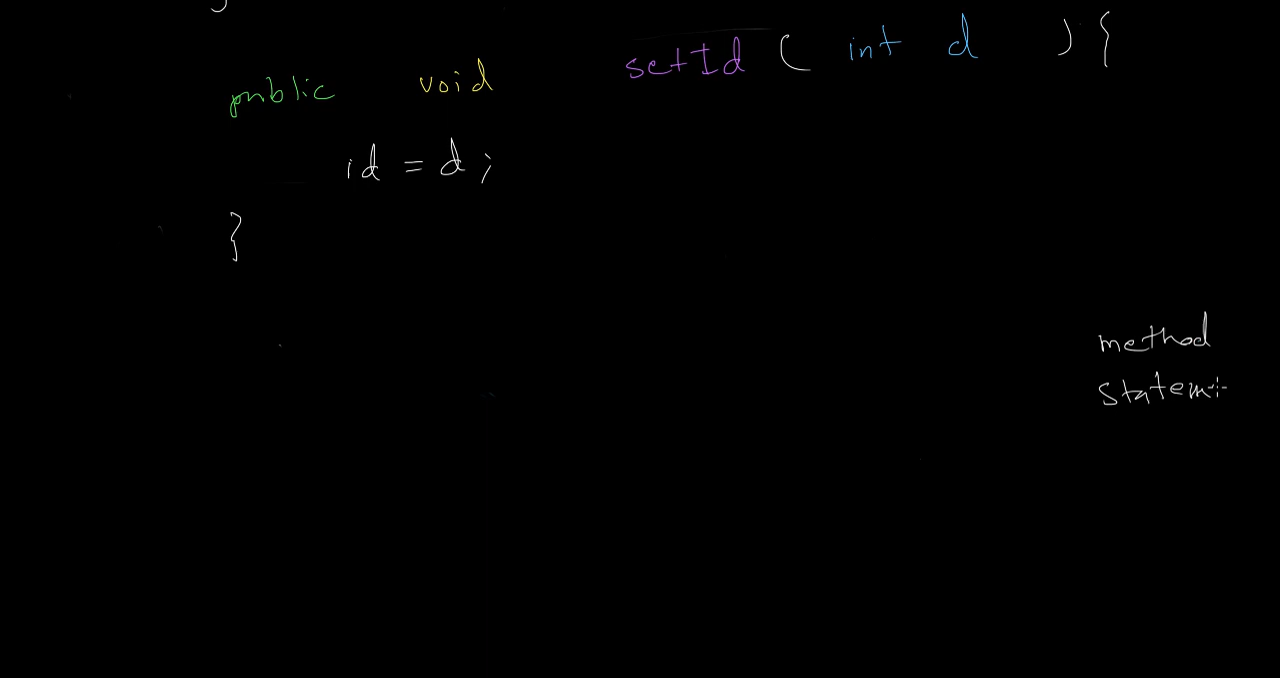 public void setId ( int d ) {
id = d ;
}
method